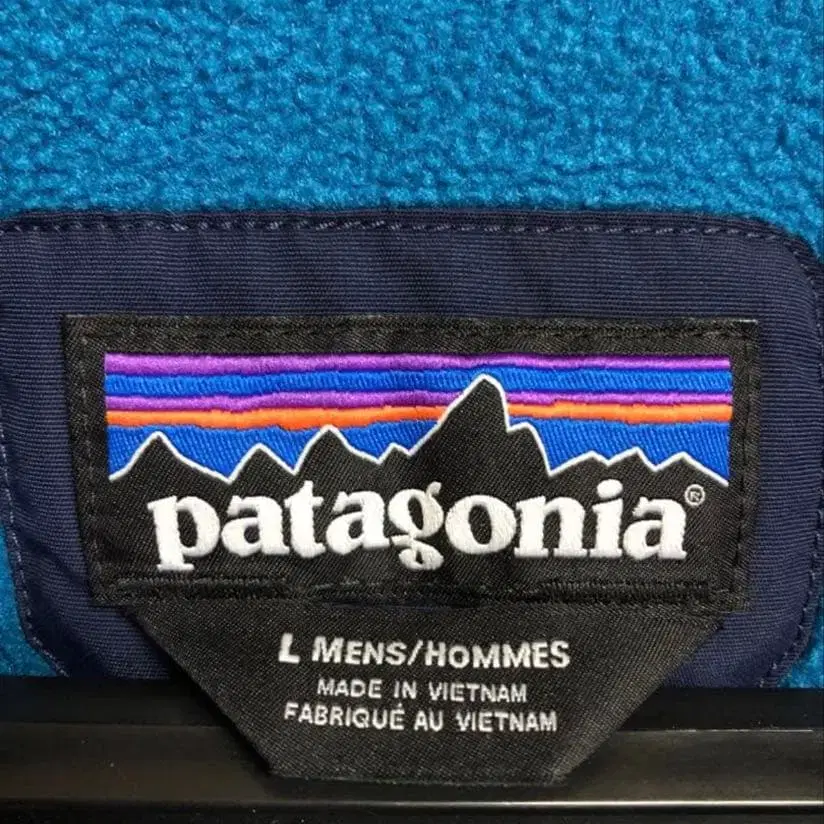 patagonia®
L MENS/HOMMES
MADE IN VIETNAM
FABRIQUÉ AU VIETNAM